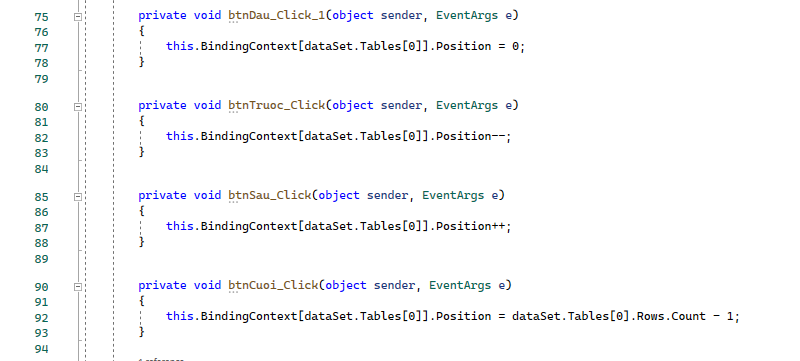 75 private void btnDau_Click_1(object sender, EventArgs e)
76 {
77 this.BindingContext[dataSet.Tables[0]].Position = 0;
78 }
79
80 private void btnTruoc_Click(object sender, EventArgs e)
81 {
82 this.BindingContext[dataSet.Tables[0]].Position--;
83 }
84
85 private void btnSau_Click(object sender, EventArgs e)
86 {
87 this.BindingContext[dataSet.Tables[0]].Position++;
88 }
89
90 private void btnCuoi_Click(object sender, EventArgs e)
91 {
92 this.BindingContext[dataSet.Tables[0]].Position = dataSet.Tables[0].Rows.Count - 1;
93 }
94